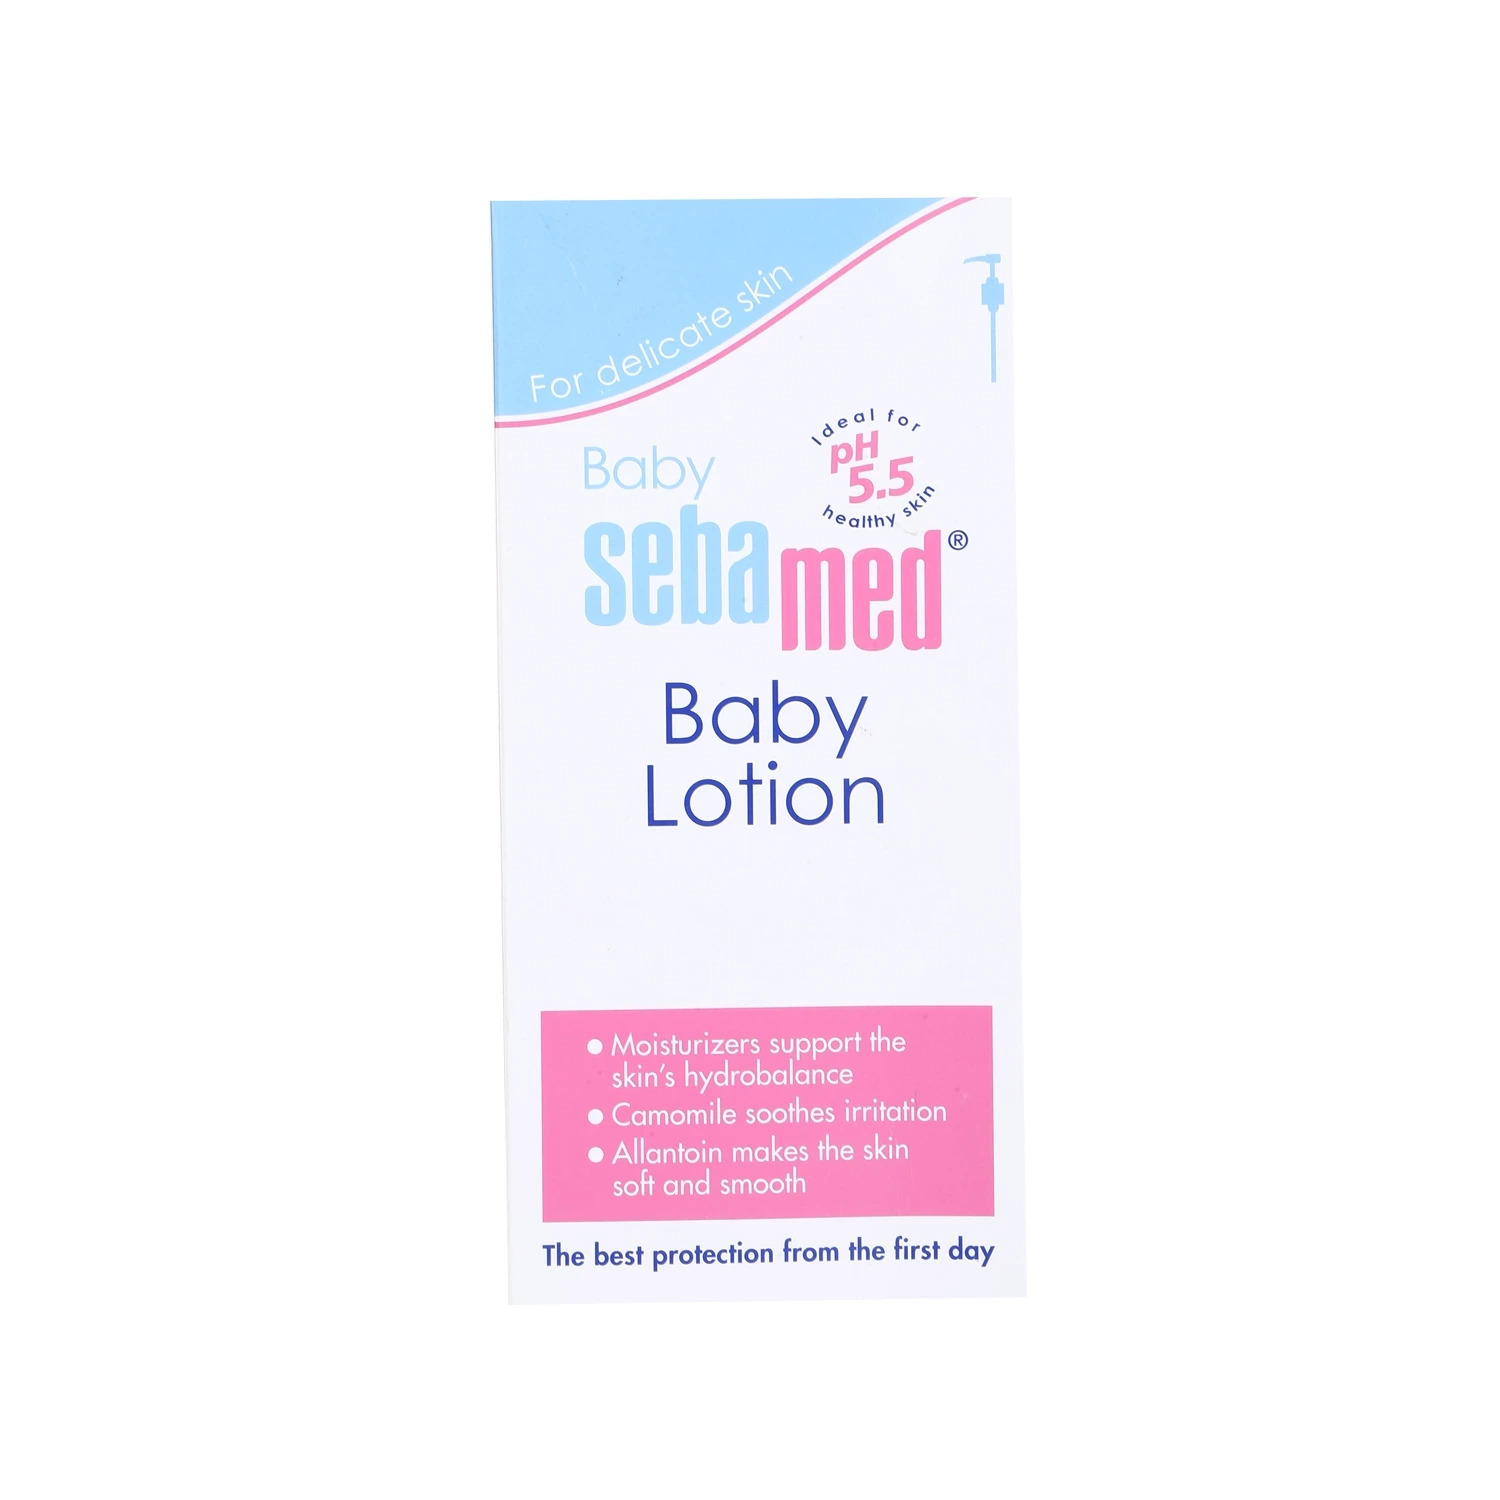 For delicate skin
Ideal for
pH
5.5
healthy skin
Baby
sebamed®
Baby
Lotion
• Moisturizers support the
skin's hydrobalance
• Camomile soothes irritation
• Allantoin makes the skin
soft and smooth
The best protection from the first day